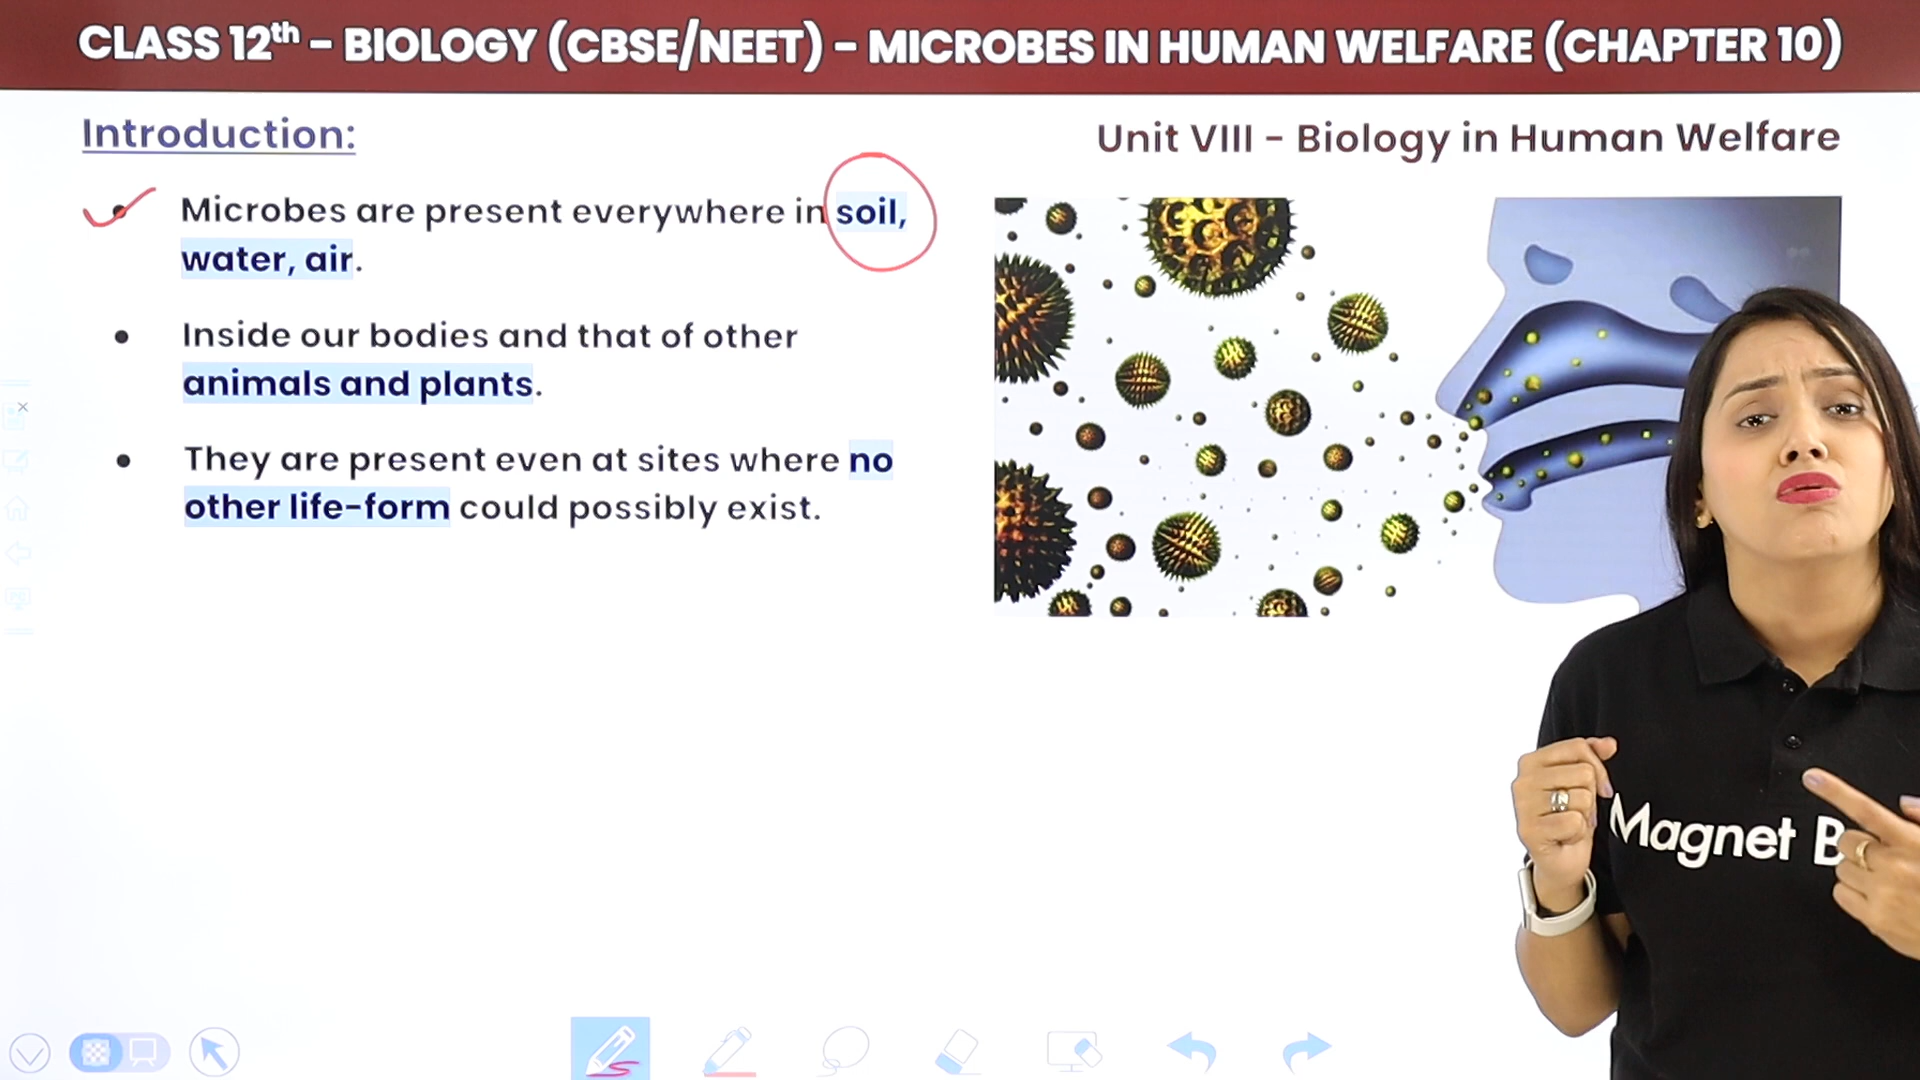 CLASS 12th – BIOLOGY (CBSE/NEET) – MICROBES IN HUMAN WELFARE (CHAPTER 10)
Introduction:
Unit VIII – Biology in Human Welfare
• Microbes are present everywhere in soil,
water, air.
• Inside our bodies and that of other
animals and plants.
• They are present even at sites where no
other life-form could possibly exist.
Magnet B